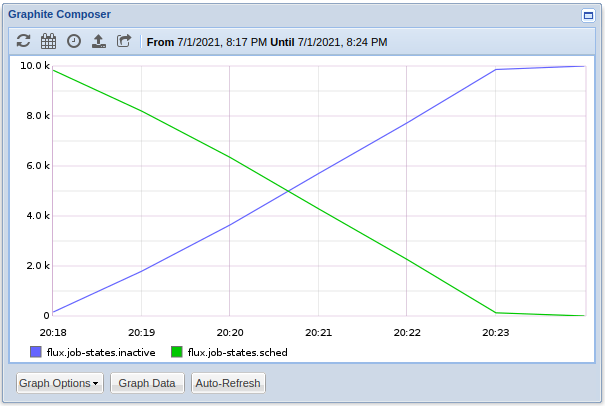 Graphite Composer
From 7/1/2021, 8:17 PM Until 7/1/2021, 8:24 PM
10.0 k
8.0 k
6.0 k
4.0 k
2.0 k
0
20:18 20:19 20:20 20:21 20:22 20:23
flux.job-states.inactive flux.job-states.sched
Graph Options Graph Data Auto-Refresh